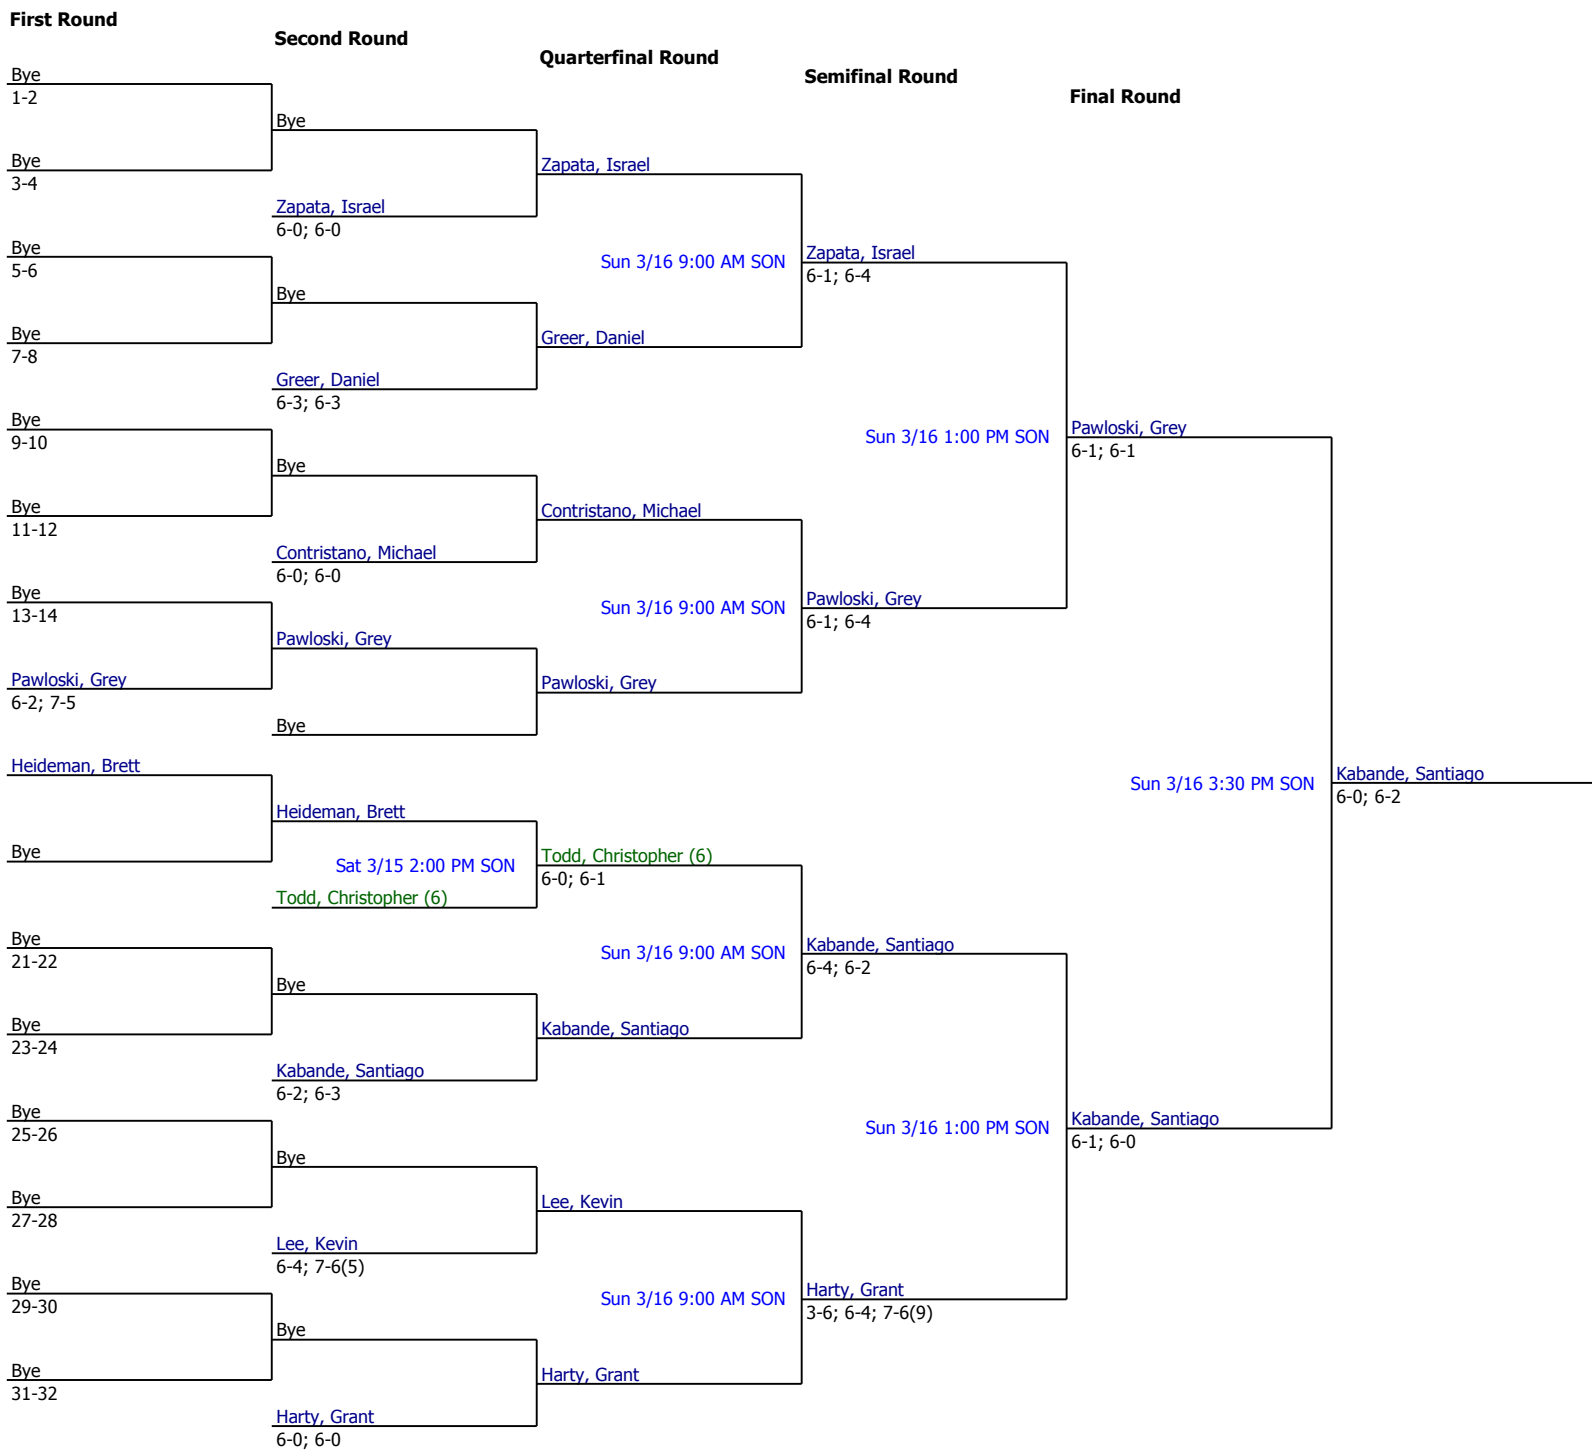 First Round
Second Round
Quarterfinal Round
Semifinal Round
Final Round
Bye
1-2
Bye
Bye
3-4
Zapata, Israel
Zapata, Israel
6-0; 6-0
Bye
5-6
Sun 3/16 9:00 AM SON
Zapata, Israel
6-1; 6-4
Bye
Bye
7-8
Greer, Daniel
Greer, Daniel
6-3; 6-3
Bye
9-10
Sun 3/16 1:00 PM SON
Pawloski, Grey
6-1; 6-1
Bye
Bye
11-12
Contristano, Michael
Contristano, Michael
6-0; 6-0
Bye
13-14
Sun 3/16 9:00 AM SON
Pawloski, Grey
6-1; 6-4
Pawloski, Grey
Pawloski, Grey
6-2; 7-5
Pawloski, Grey
Bye
Heideman, Brett
Sun 3/16 3:30 PM SON
Kabande, Santiago
6-0; 6-2
Heideman, Brett
Bye
Sat 3/15 2:00 PM SON
Todd, Christopher (6)
6-0; 6-1
Todd, Christopher (6)
Bye
21-22
Sun 3/16 9:00 AM SON
Kabande, Santiago
6-4; 6-2
Bye
Bye
23-24
Kabande, Santiago
Kabande, Santiago
6-2; 6-3
Bye
25-26
Sun 3/16 1:00 PM SON
Kabande, Santiago
6-1; 6-0
Bye
Bye
27-28
Lee, Kevin
Lee, Kevin
6-4; 7-6(5)
Bye
29-30
Sun 3/16 9:00 AM SON
Harty, Grant
3-6; 6-4; 7-6(9)
Bye
Bye
31-32
Harty, Grant
Harty, Grant
6-0; 6-0